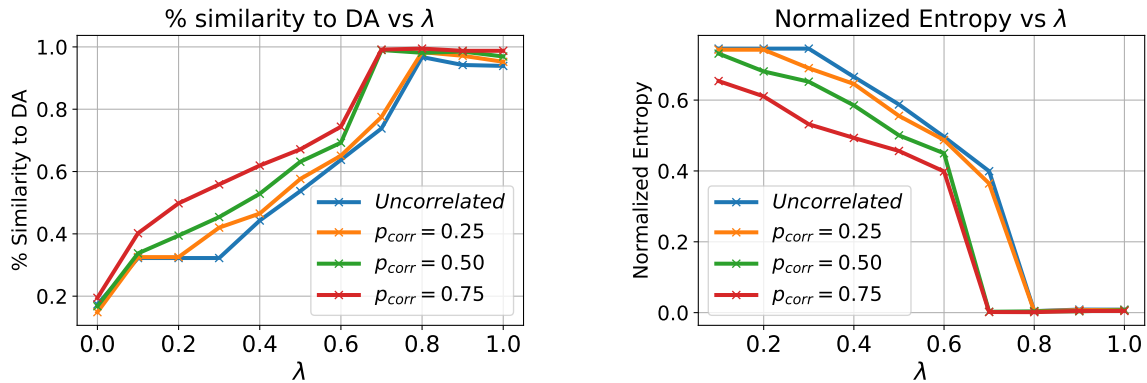 % similarity to DA vs λ
% Similarity to DA
1.0
0.8
0.6
0.4
0.2
0.0 0.2 0.4 0.6 0.8 1.0
λ
Uncorrelated
p_corr = 0.25
p_corr = 0.50
p_corr = 0.75
Normalized Entropy vs λ
Normalized Entropy
0.6
0.4
0.2
0.0
0.2 0.4 0.6 0.8 1.0
λ
Uncorrelated
p_corr = 0.25
p_corr = 0.50
p_corr = 0.75